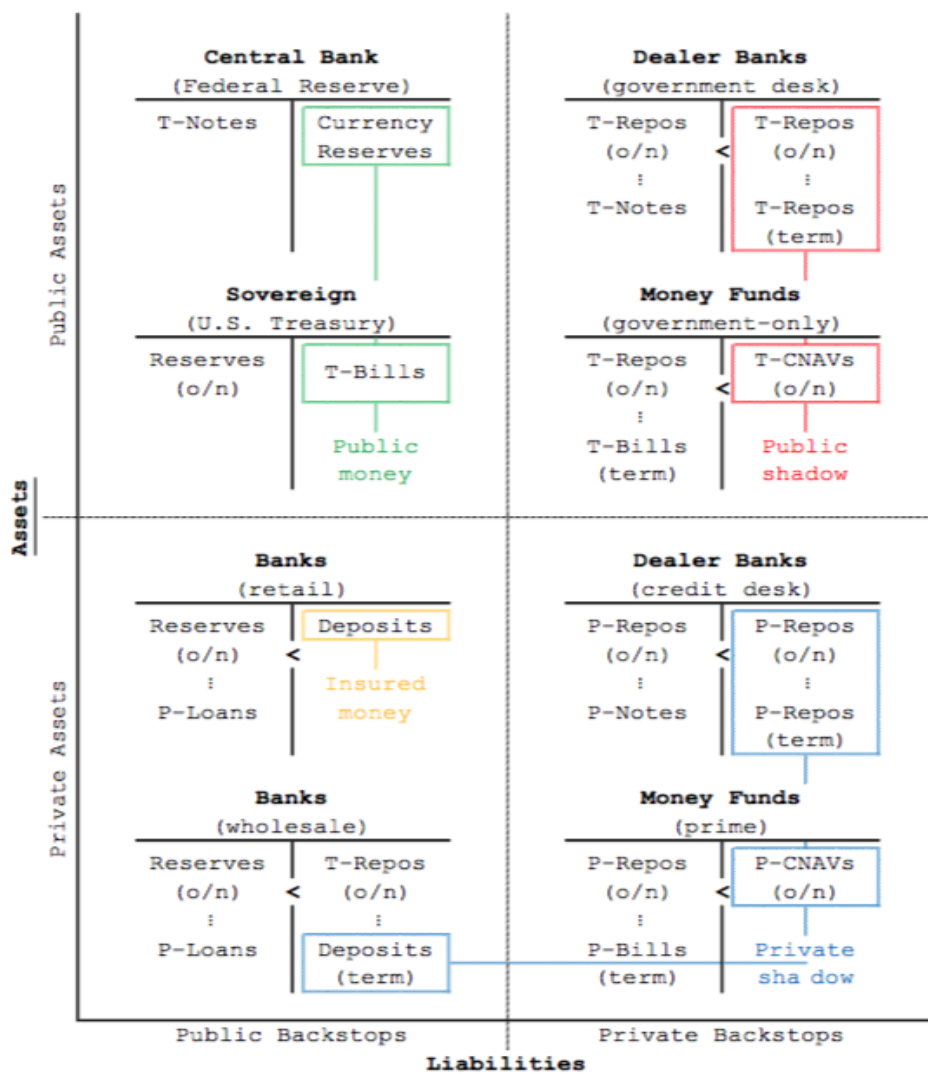 Central Bank
(Federal Reserve)
T-Notes
Currency
Reserves
Sovereign
(U.S. Treasury)
Reserves
(o/n)
T-Bills
Public
money
Dealer Banks
(government desk)
T-Repos
(o/n)
⋮
T-Notes
<
T-Repos
(o/n)
⋮
T-Repos
(term)
Money Funds
(government-only)
T-Repos
(o/n)
⋮
T-Bills
(term)
<
T-CNAVs
(o/n)
Public
shadow
Public Assets
Assets
Private Assets
Banks
(retail)
Reserves
(o/n)
⋮
P-Loans
<
Deposits
Insured
money
Banks
(wholesale)
Reserves
(o/n)
⋮
P-Loans
<
T-Repos
(o/n)
⋮
Deposits
(term)
Dealer Banks
(credit desk)
P-Repos
(o/n)
⋮
P-Notes
<
P-Repos
(o/n)
⋮
P-Repos
(term)
Money Funds
(prime)
P-Repos
(o/n)
⋮
P-Bills
(term)
<
P-CNAVs
(o/n)
Private
sha dow
Public Backstops
Private Backstops
Liabilities